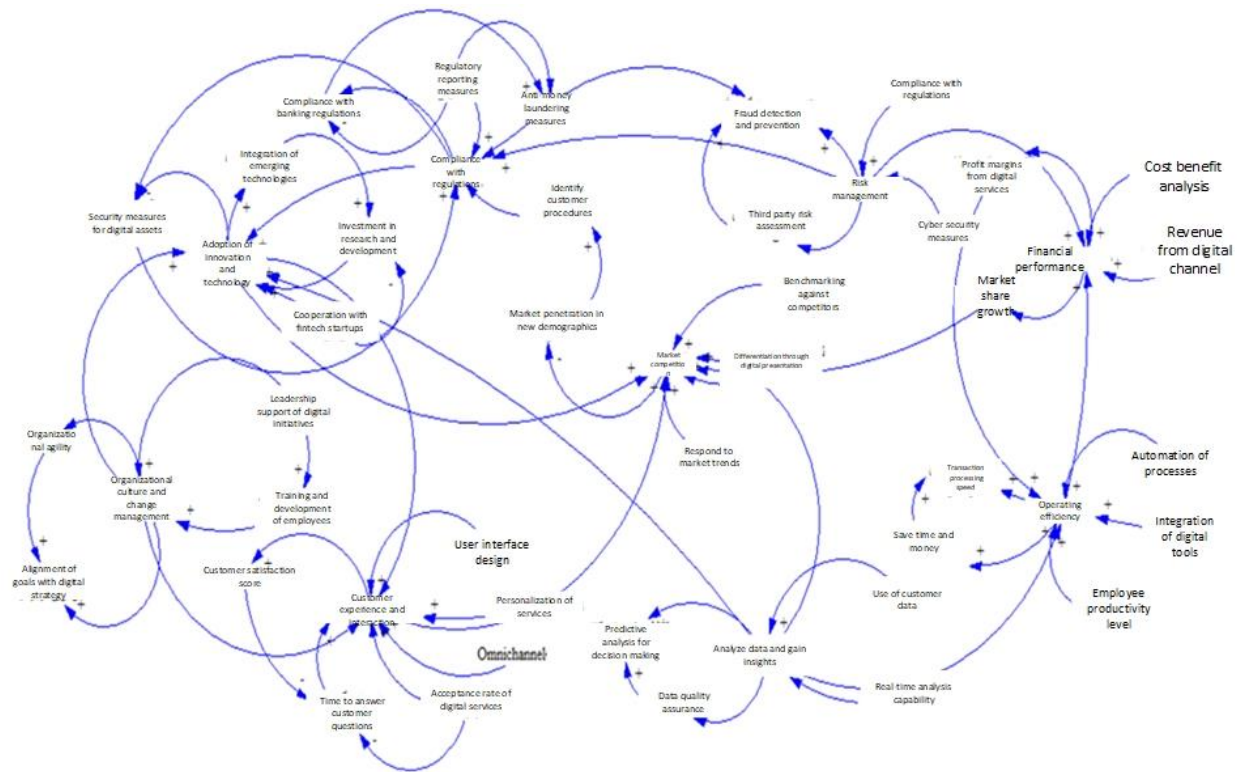 Regulatory
reporting
measures
Compliance with
banking regulations
Anti money
laundering
measures
Compliance with
regulations
Fraud detection
and prevention
Integration of
emerging
technologies
Compliance
with
regulations
Identify
customer
procedures
Risk
management
Profit margins
from digital
services
Cost benefit
analysis
Security measures
for digital assets
Adoption of
innovation
and
technology
Investment in
research and
development
Third party risk
assessment
Cyber security
measures
Financial
performance
Revenue
from digital
channel
Market
share
growth
Cooperation with
fintech startups
Market penetration in
new demographics
Benchmarking
against
competitors
Market
competitio
n
Differentiation through
digital presentation
Leadership
support of digital
initiatives
Organizatio
nal agility
Respond to
market trends
Organizational
culture and
change
management
Training and
development
of employees
Transaction
processing
speed
Automation of
processes
Operating
efficiency
Save time and
money
Integration
of digital
tools
User interface
design
Alignment of
goals with digital
strategy
Customer satisfaction
score
Customer
experience and
interaction
Personalization of
services
Use of customer
data
Employee
productivity
level
Predictive
analysis for
decision making
Analyze data and gain
insights
Omnichannel
Time to answer
customer
questions
Acceptance rate of
digital services
Data quality
assurance
Real-time analysis
capability